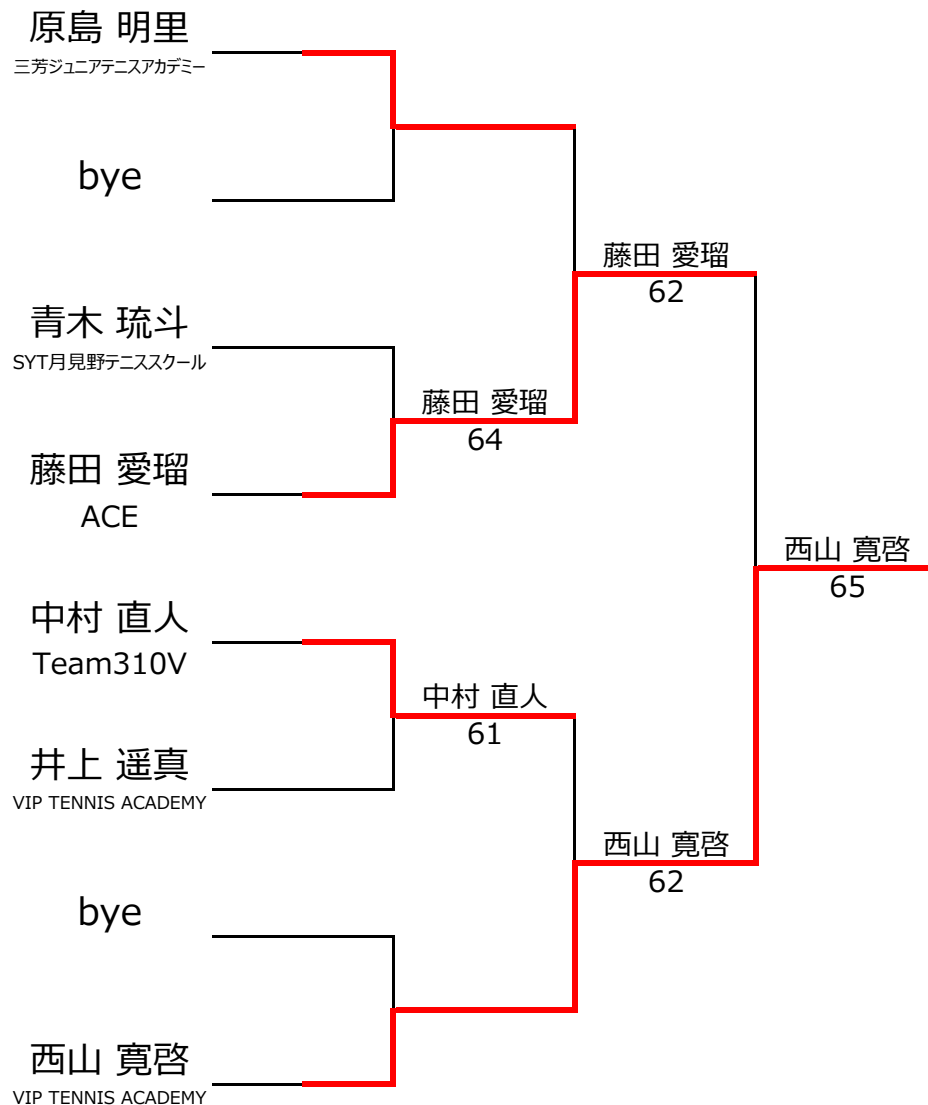 原島 明里
三芳ジュニアテニスアカデミー
bye
青木 琉斗
SYT月見野テニススクール
藤田 愛瑠
ACE
中村 直人
Team310V
井上 遥真
VIP TENNIS ACADEMY
bye
西山 寛啓
VIP TENNIS ACADEMY
藤田 愛瑠
64
中村 直人
61
藤田 愛瑠
62
西山 寛啓
62
西山 寛啓
65